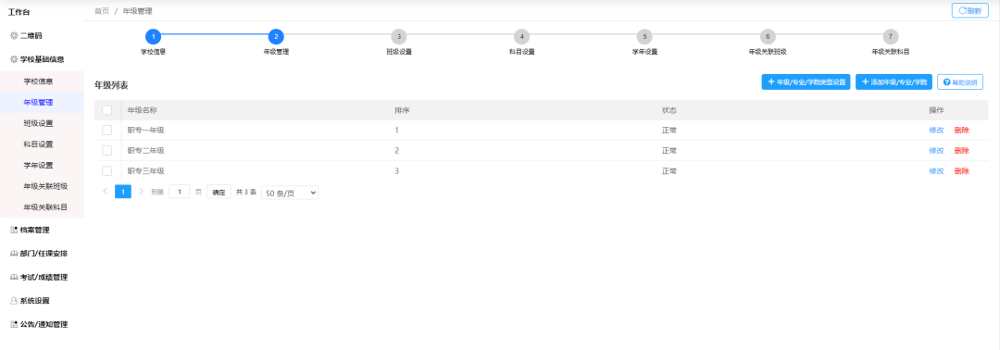 工作台
首页 / 年级管理
刷新
二维码
学校基础信息
学校信息
年级管理
班级设置
科目设置
学年设置
年级关联班级
年级关联科目
档案管理
部门/任课安排
考试/成绩管理
系统设置
公告/通知管理
1 2 3 4 5 6 7
学校信息 年级管理 班级设置 科目设置 学年设置 年级关联班级 年级关联科目
年级列表
+ 年级/专业/学院类型设置 + 添加年级/专业/学院 帮助说明
年级名称 排序 状态 操作
职专一年级 1 正常 修改 删除
职专二年级 2 正常 修改 删除
职专三年级 3 正常 修改 删除
< 1 > 到第 1 页 确定 共 3 条 50 条/页